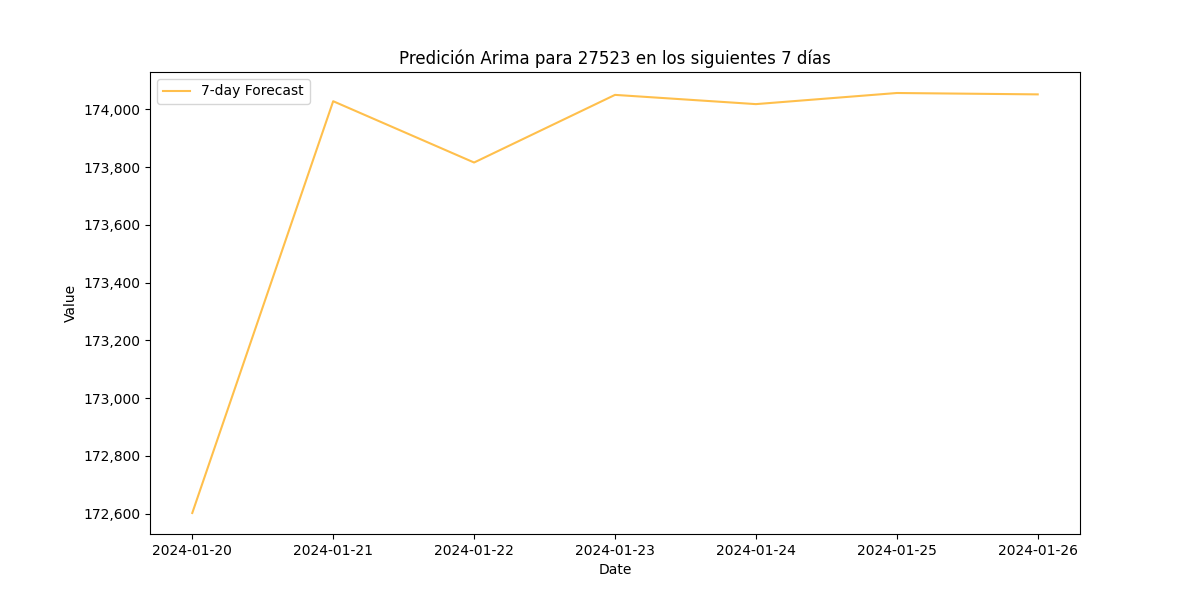 Predición Arima para 27523 en los siguientes 7 días
7-day Forecast
174,000
173,800
173,600
173,400
173,200
173,000
172,800
172,600
Value
2024-01-20 2024-01-21 2024-01-22 2024-01-23 2024-01-24 2024-01-25 2024-01-26
Date